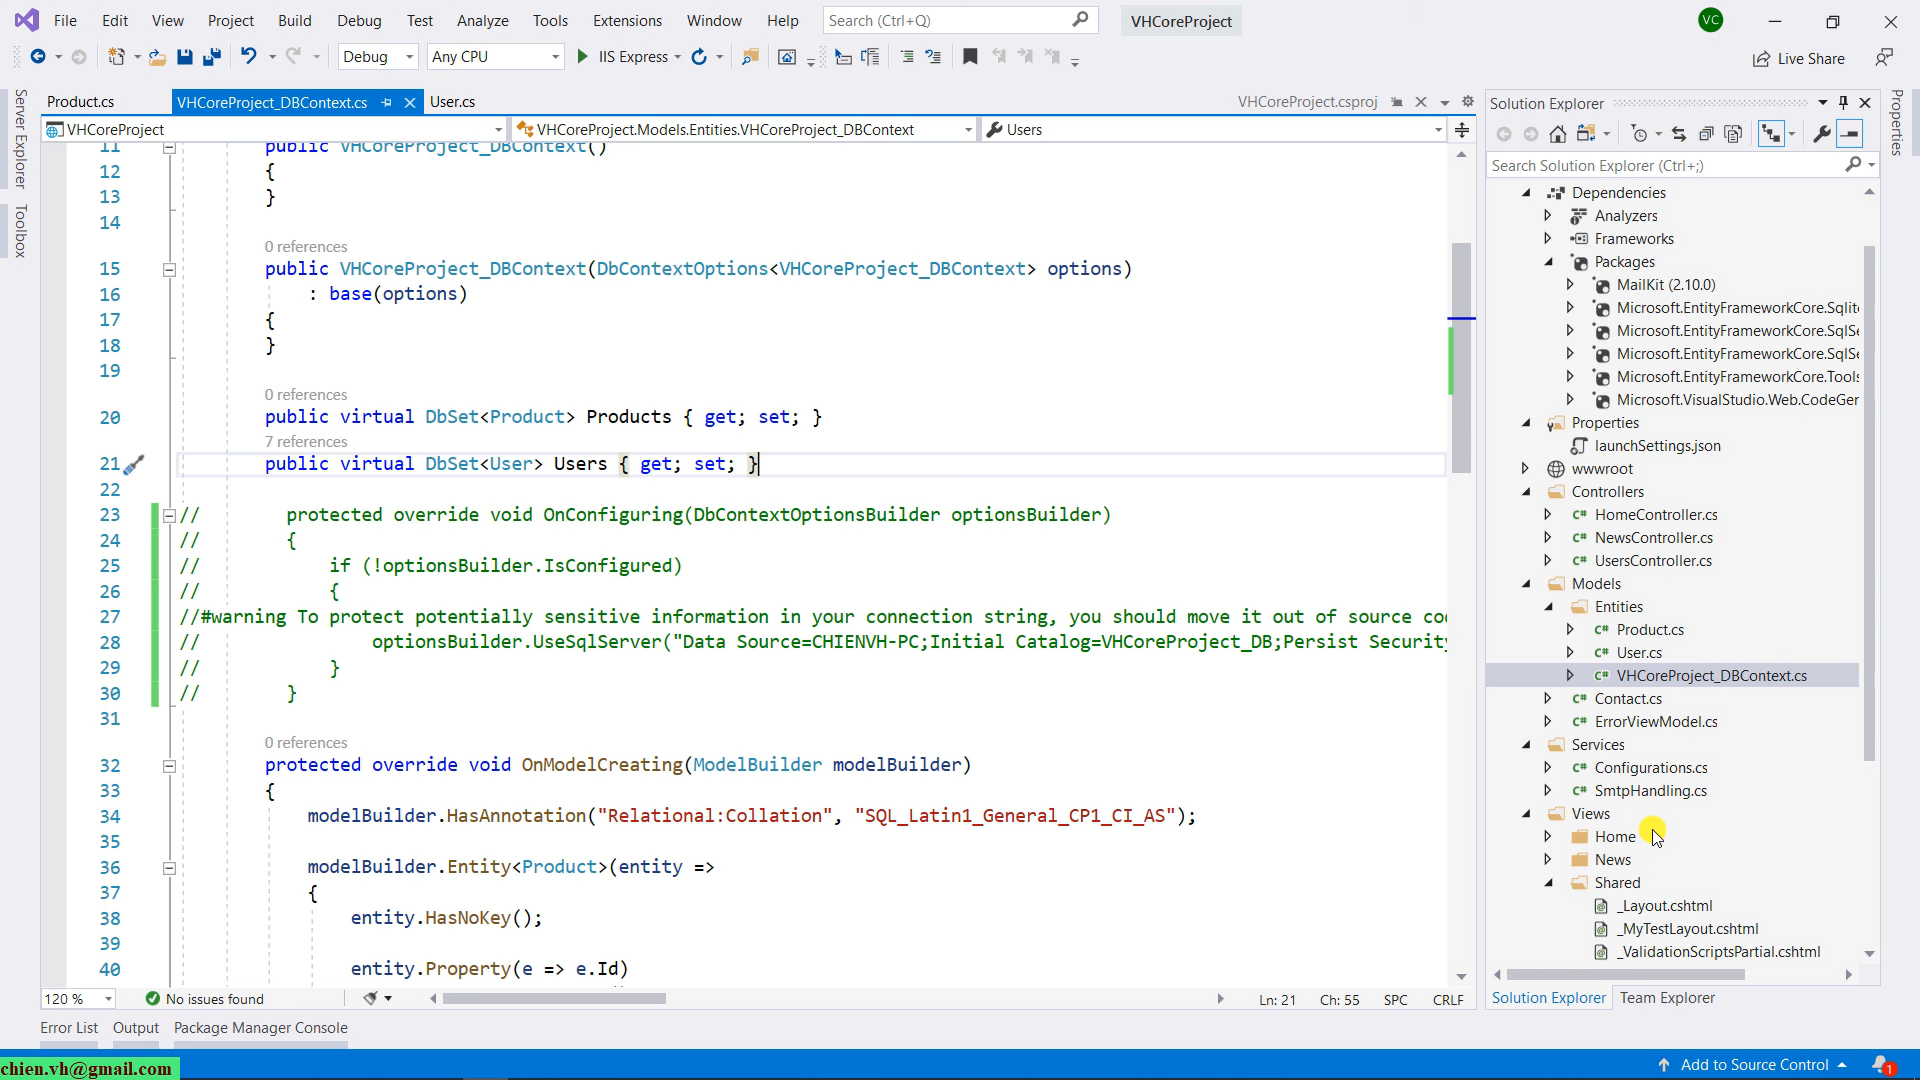 File Edit View Project Build Debug Test Analyze Tools Extensions Window Help Search (Ctrl+Q) VHCoreProject VC
Debug Any CPU IIS Express Live Share
Product.cs VHCoreProject_DBContext.cs User.cs VHCoreProject.csproj
VHCoreProject VHCoreProject.Models.Entities.VHCoreProject_DBContext Users
11 public VHCoreProject_DBContext()
12 {
13 }
14
0 references
15 public VHCoreProject_DBContext(DbContextOptions<VHCoreProject_DBContext> options)
16 : base(options)
17 {
18 }
19
0 references
20 public virtual DbSet<Product> Products { get; set; }
7 references
21 public virtual DbSet<User> Users { get; set; }
22
23 // protected override void OnConfiguring(DbContextOptionsBuilder optionsBuilder)
24 // {
25 // if (!optionsBuilder.IsConfigured)
26 // {
27 //#warning To protect potentially sensitive information in your connection string, you should move it out of source co
28 // optionsBuilder.UseSqlServer("Data Source=CHIENVH-PC;Initial Catalog=VHCoreProject_DB;Persist Security
29 // }
30 // }
31
0 references
32 protected override void OnModelCreating(ModelBuilder modelBuilder)
33 {
34 modelBuilder.HasAnnotation("Relational:Collation", "SQL_Latin1_General_CP1_CI_AS");
35
36 modelBuilder.Entity<Product>(entity =>
37 {
38 entity.HasNoKey();
39
40 entity.Property(e => e.Id)
120 % No issues found Ln: 21 Ch: 55 SPC CRLF
Error List Output Package Manager Console
Server Explorer
Toolbox
Solution Explorer
Search Solution Explorer (Ctrl+;)
Dependencies
Analyzers
Frameworks
Packages
MailKit (2.10.0)
Microsoft.EntityFrameworkCore.Sqlite
Microsoft.EntityFrameworkCore.SqlSe
Microsoft.EntityFrameworkCore.SqlSe
Microsoft.EntityFrameworkCore.Tools
Microsoft.VisualStudio.Web.CodeGer
Properties
launchSettings.json
wwwroot
Controllers
C# HomeController.cs
C# NewsController.cs
C# UsersController.cs
Models
Entities
C# Product.cs
C# User.cs
C# VHCoreProject_DBContext.cs
C# Contact.cs
C# ErrorViewModel.cs
Services
C# Configurations.cs
C# SmtpHandling.cs
Views
Home
News
Shared
_Layout.cshtml
_MyTestLayout.cshtml
_ValidationScriptsPartial.cshtml
Solution Explorer Team Explorer
Properties
chien.vh@gmail.com
Add to Source Control 1